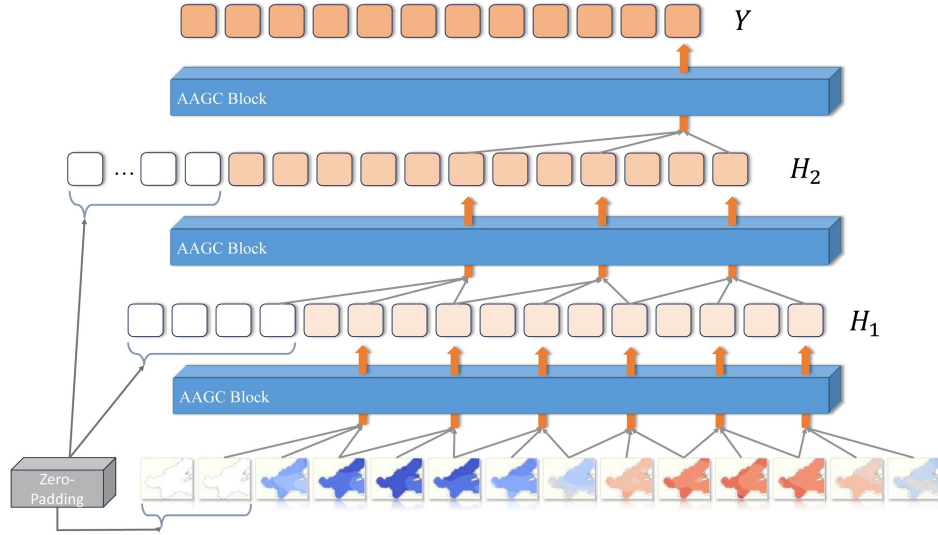 Y
AAGC Block
...
H₂
AAGC Block
H₁
AAGC Block
Zero-
Padding